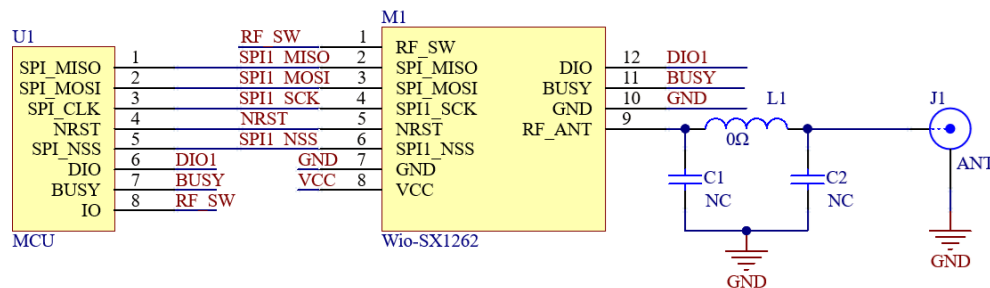 U1
SPI_MISO 1
SPI_MOSI 2
SPI_CLK 3
NRST 4
SPI_NSS 5
DIO 6 DIO1
BUSY 7 BUSY
IO 8 RF_SW
MCU
M1
RF_SW 1 RF_SW
SPI1_MISO 2 SPI_MISO
SPI1_MOSI 3 SPI_MOSI
SPI1_SCK 4 SPI1_SCK
NRST 5 NRST
SPI1_NSS 6 SPI1_NSS
GND 7 GND
VCC 8 VCC
DIO 12 DIO1
BUSY 11 BUSY
GND 10 GND
RF_ANT 9
Wio-SX1262
L1
0Ω
C1
NC
C2
NC
GND
J1
ANT
GND